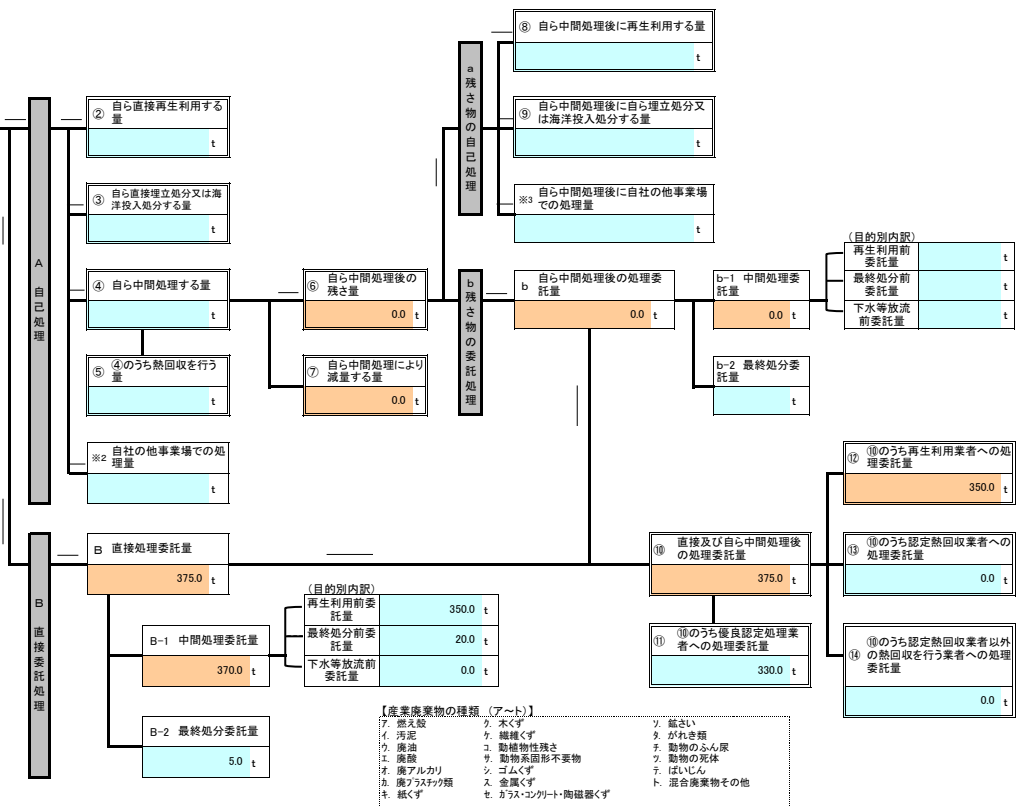 ⑧ 自ら中間処理後に再生利用する量
t
a 残さ物の自己処理
② 自ら直接再生利用する
量
t
⑨ 自ら中間処理後に自ら埋立処分又
は海洋投入処分する量
t
③ 自ら直接埋立処分又は海
洋投入処分する量
t
※3 自ら中間処理後に自社の他事業場
での処理量
t
A 自己処理
④ 自ら中間処理する量
t
⑥ 自ら中間処理後の
残さ量
0.0 t
b 残さ物の委託処理
b 自ら中間処理後の処理委
託量
0.0 t
b-1 中間処理委
託量
0.0 t
(目的別内訳)
再生利用前
委託量
t
最終処分前
委託量
t
下水等放流
前委託量
t
⑤ ④のうち熱回収を行う
量
t
⑦ 自ら中間処理により
減量する量
0.0 t
b-2 最終処分委
託量
t
※2 自社の他事業場での処
理量
t
⑫ ⑩のうち再生利用業者への処
理委託量
350.0 t
B 直接委託処理
B 直接処理委託量
375.0 t
⑩ 直接及び自ら中間処理後
の処理委託量
375.0 t
⑬ ⑩のうち認定熱回収業者への
処理委託量
0.0 t
(目的別内訳)
再生利用前委
託量
350.0 t
最終処分前委
託量
20.0 t
下水等放流前
委託量
0.0 t
B-1 中間処理委託量
370.0 t
⑪ ⑩のうち優良認定処理業
者への処理委託量
330.0 t
⑭ ⑩のうち認定熱回収業者以外
の熱回収を行う業者への処理
委託量
0.0 t
B-2 最終処分委託量
5.0 t
【産業廃棄物の種類 (ア～ト)】
ア. 燃え殻 ク. 木くず ソ. 鉱さい
イ. 汚泥 ケ. 繊維くず タ. がれき類
ウ. 廃油 コ. 動植物性残さ チ. 動物のふん尿
エ. 廃酸 サ. 動物系固形不要物 ツ. 動物の死体
オ. 廃アルカリ シ. ゴムくず テ. ばいじん
カ. 廃プラスチック類 ス. 金属くず ト. 混合廃棄物その他
キ. 紙くず セ. ガラス・コンクリート・陶磁器くず